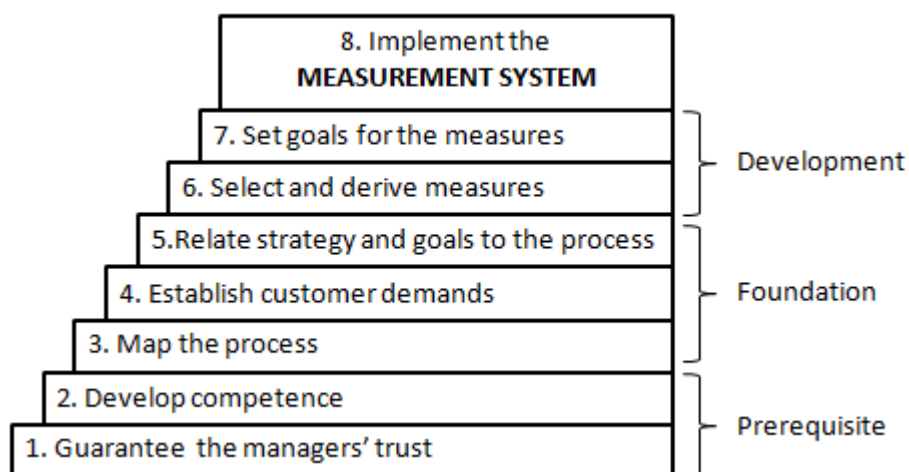 8. Implement the
MEASUREMENT SYSTEM
7. Set goals for the measures
6. Select and derive measures
Development
5.Relate strategy and goals to the process
4. Establish customer demands
3. Map the process
Foundation
2. Develop competence
1. Guarantee the managers’ trust
Prerequisite